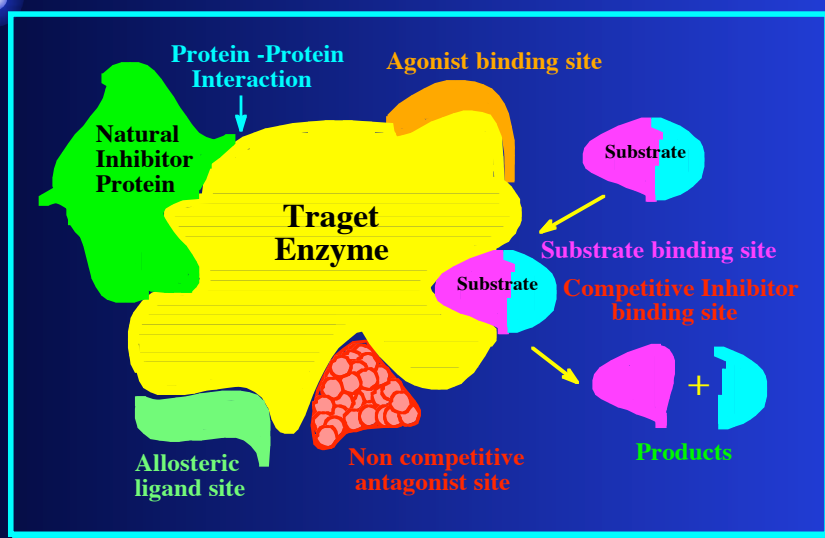 Protein -Protein
Interaction
Agonist binding site
Natural
Inhibitor
Protein
Substrate
Traget
Enzyme
Substrate binding site
Substrate
Competitive Inhibitor
binding site
+
Products
Non competitive
antagonist site
Allosteric
ligand site